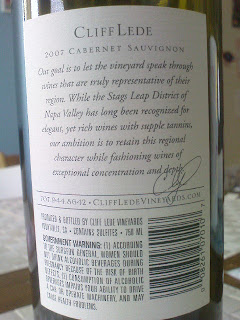 CLIFF LEDE
2007 CABERNET SAUVIGNON
Our goal is to let the vineyard speak through
wines that are truly representative of their
region. While the Stags Leap District of
Napa Valley has long been recognized for
elegant, yet rich wines with supple tannins,
our ambition is to retain this regional
character while fashioning wines of
exceptional concentration and depth.
CLIFFLEDEVINEYARDS.COM
PRODUCED & BOTTLED BY CLIFF LEDE VINEYARDS
YOUNTVILLE, CA • CONTAINS SULFITES • 750 ML
GOVERNMENT WARNING: (1) ACCORDING
TO THE SURGEON GENERAL, WOMEN SHOULD
NOT DRINK ALCOHOLIC BEVERAGES DURING
PREGNANCY BECAUSE OF THE RISK OF BIRTH
DEFECTS. (2) CONSUMPTION OF ALCOHOLIC
BEVERAGES IMPAIRS YOUR ABILITY TO DRIVE
A CAR OR OPERATE MACHINERY, AND MAY
CAUSE HEALTH PROBLEMS.